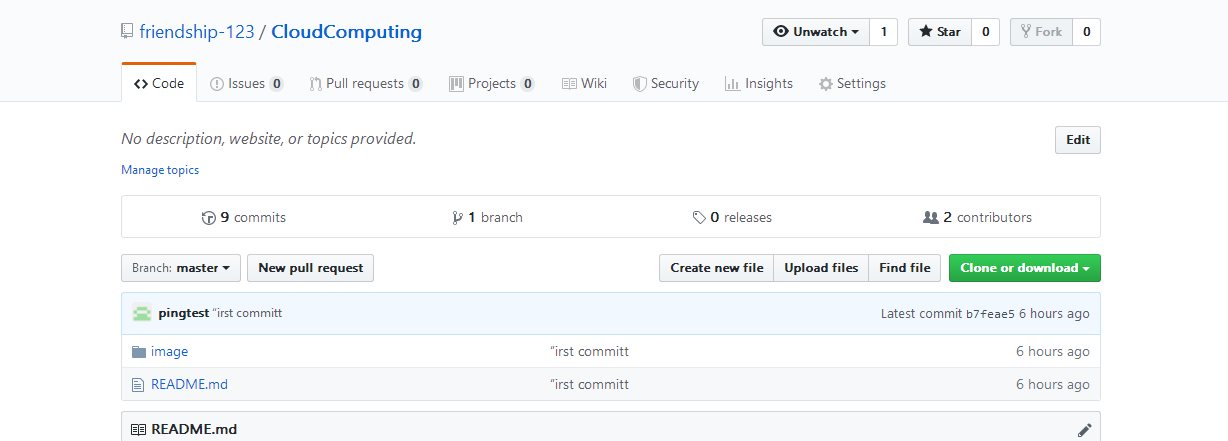 friendship-123 / CloudComputing Unwatch 1 Star 0 Fork 0
Code Issues 0 Pull requests 0 Projects 0 Wiki Security Insights Settings
No description, website, or topics provided. Edit
Manage topics
9 commits 1 branch 0 releases 2 contributors
Branch: master New pull request Create new file Upload files Find file Clone or download
pingtest “irst committ Latest commit b7feae5 6 hours ago
image “irst committ 6 hours ago
README.md “irst committ 6 hours ago
README.md